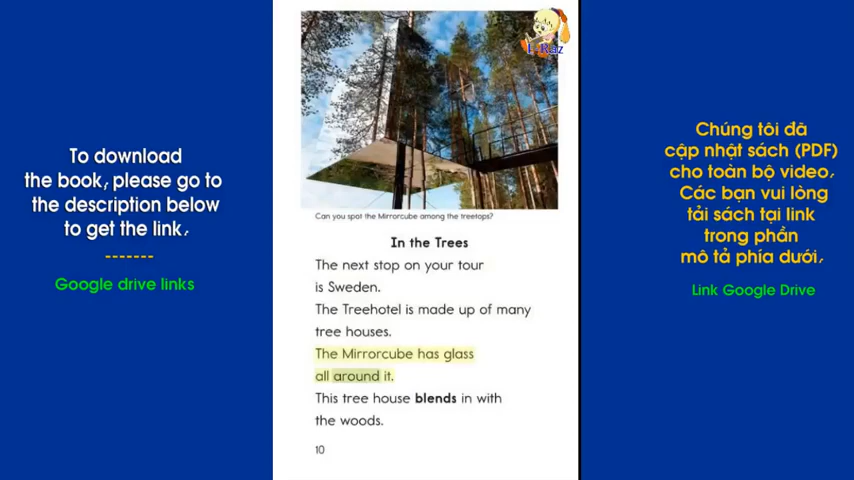 To download
the book, please go to
the description below
to get the link,
-------
Google drive links
Can you spot the Mirrorcube among the treetops?
In the Trees
The next stop on your tour
is Sweden.
The Treehotel is made up of many
tree houses.
The Mirrorcube has glass
all around it.
This tree house blends in with
the woods.
10
Chúng tôi đã
cập nhật sách (PDF)
cho toàn bộ video,
Các bạn vui lòng
tải sách tại link
trong phần
mô tả phía dưới,
Link Google Drive